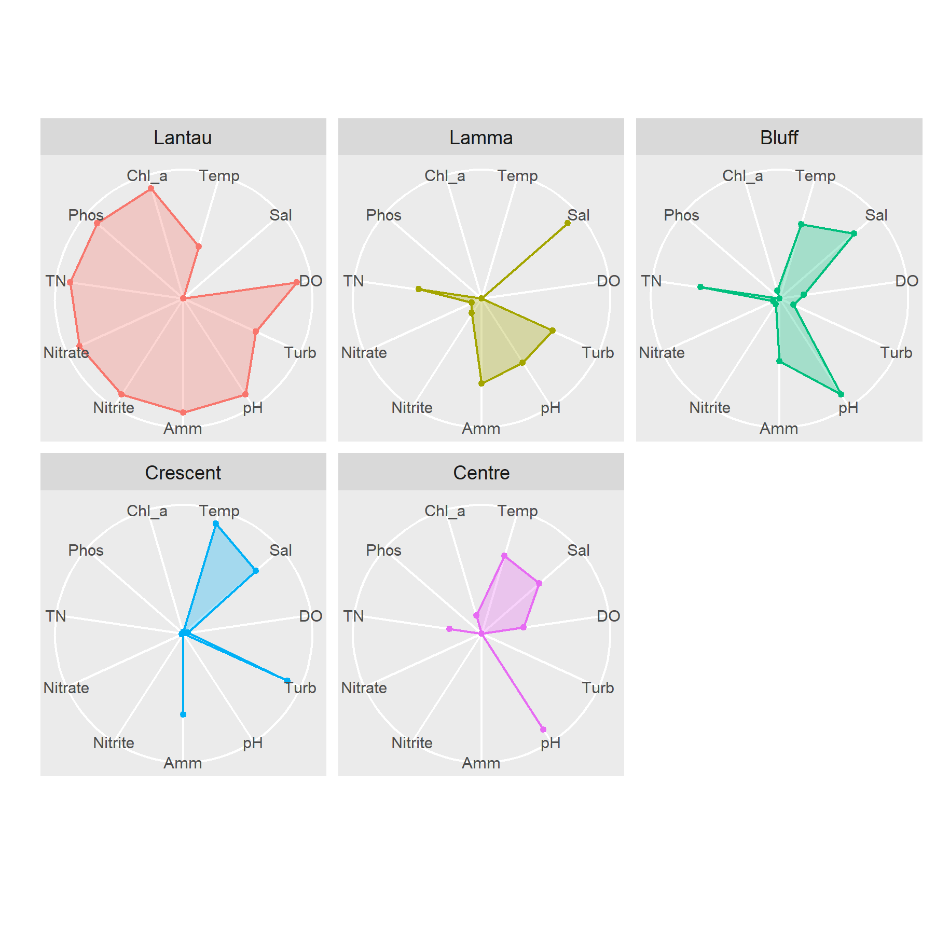 Lantau
Chl_a Temp
Phos Sal
TN DO
Nitrate Turb
Nitrite pH
Amm
Lamma
Chl_a Temp
Phos Sal
TN DO
Nitrate Turb
Nitrite pH
Amm
Bluff
Chl_a Temp
Phos Sal
TN DO
Nitrate Turb
Nitrite pH
Amm
Crescent
Chl_a Temp
Phos Sal
TN DO
Nitrate Turb
Nitrite pH
Amm
Centre
Chl_a Temp
Phos Sal
TN DO
Nitrate Turb
Nitrite pH
Amm